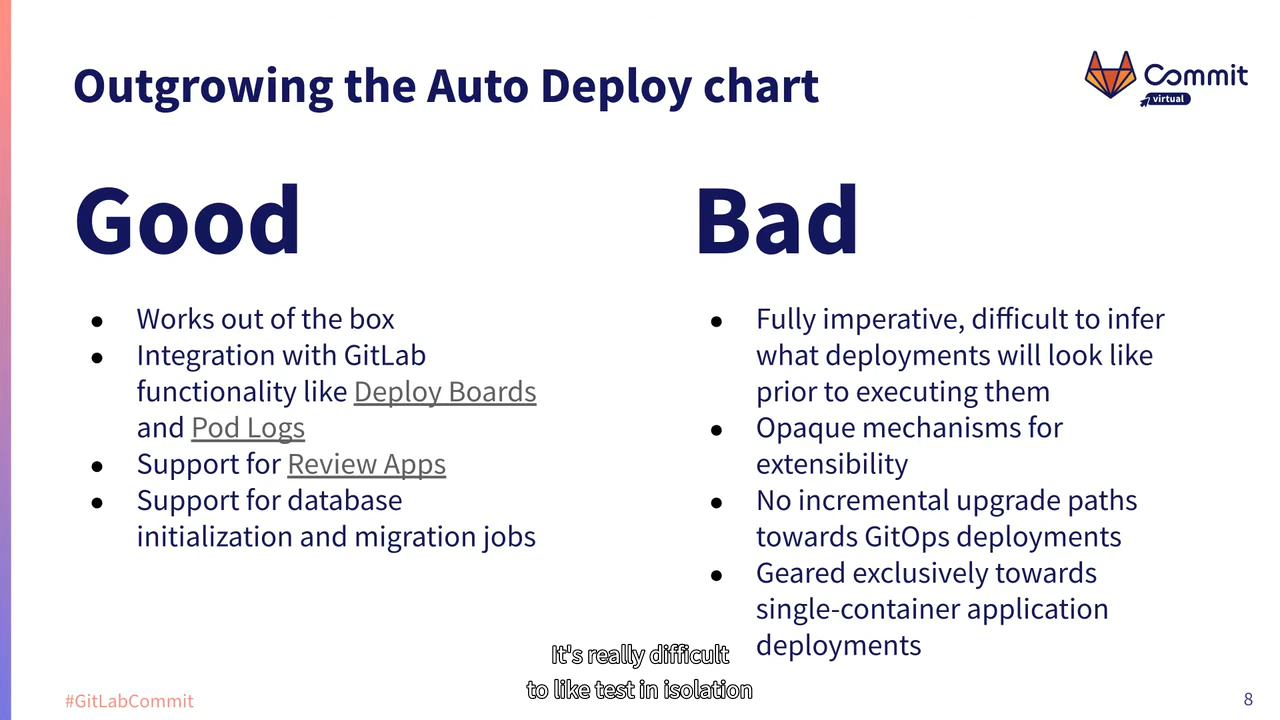 Outgrowing the Auto Deploy chart
Commit
virtual
Good
● Works out of the box
● Integration with GitLab
functionality like Deploy Boards
and Pod Logs
● Support for Review Apps
● Support for database
initialization and migration jobs
Bad
● Fully imperative, difficult to infer
what deployments will look like
prior to executing them
● Opaque mechanisms for
extensibility
● No incremental upgrade paths
towards GitOps deployments
● Geared exclusively towards
single-container application
deployments
It's really difficult
to like test in isolation
#GitLabCommit
8